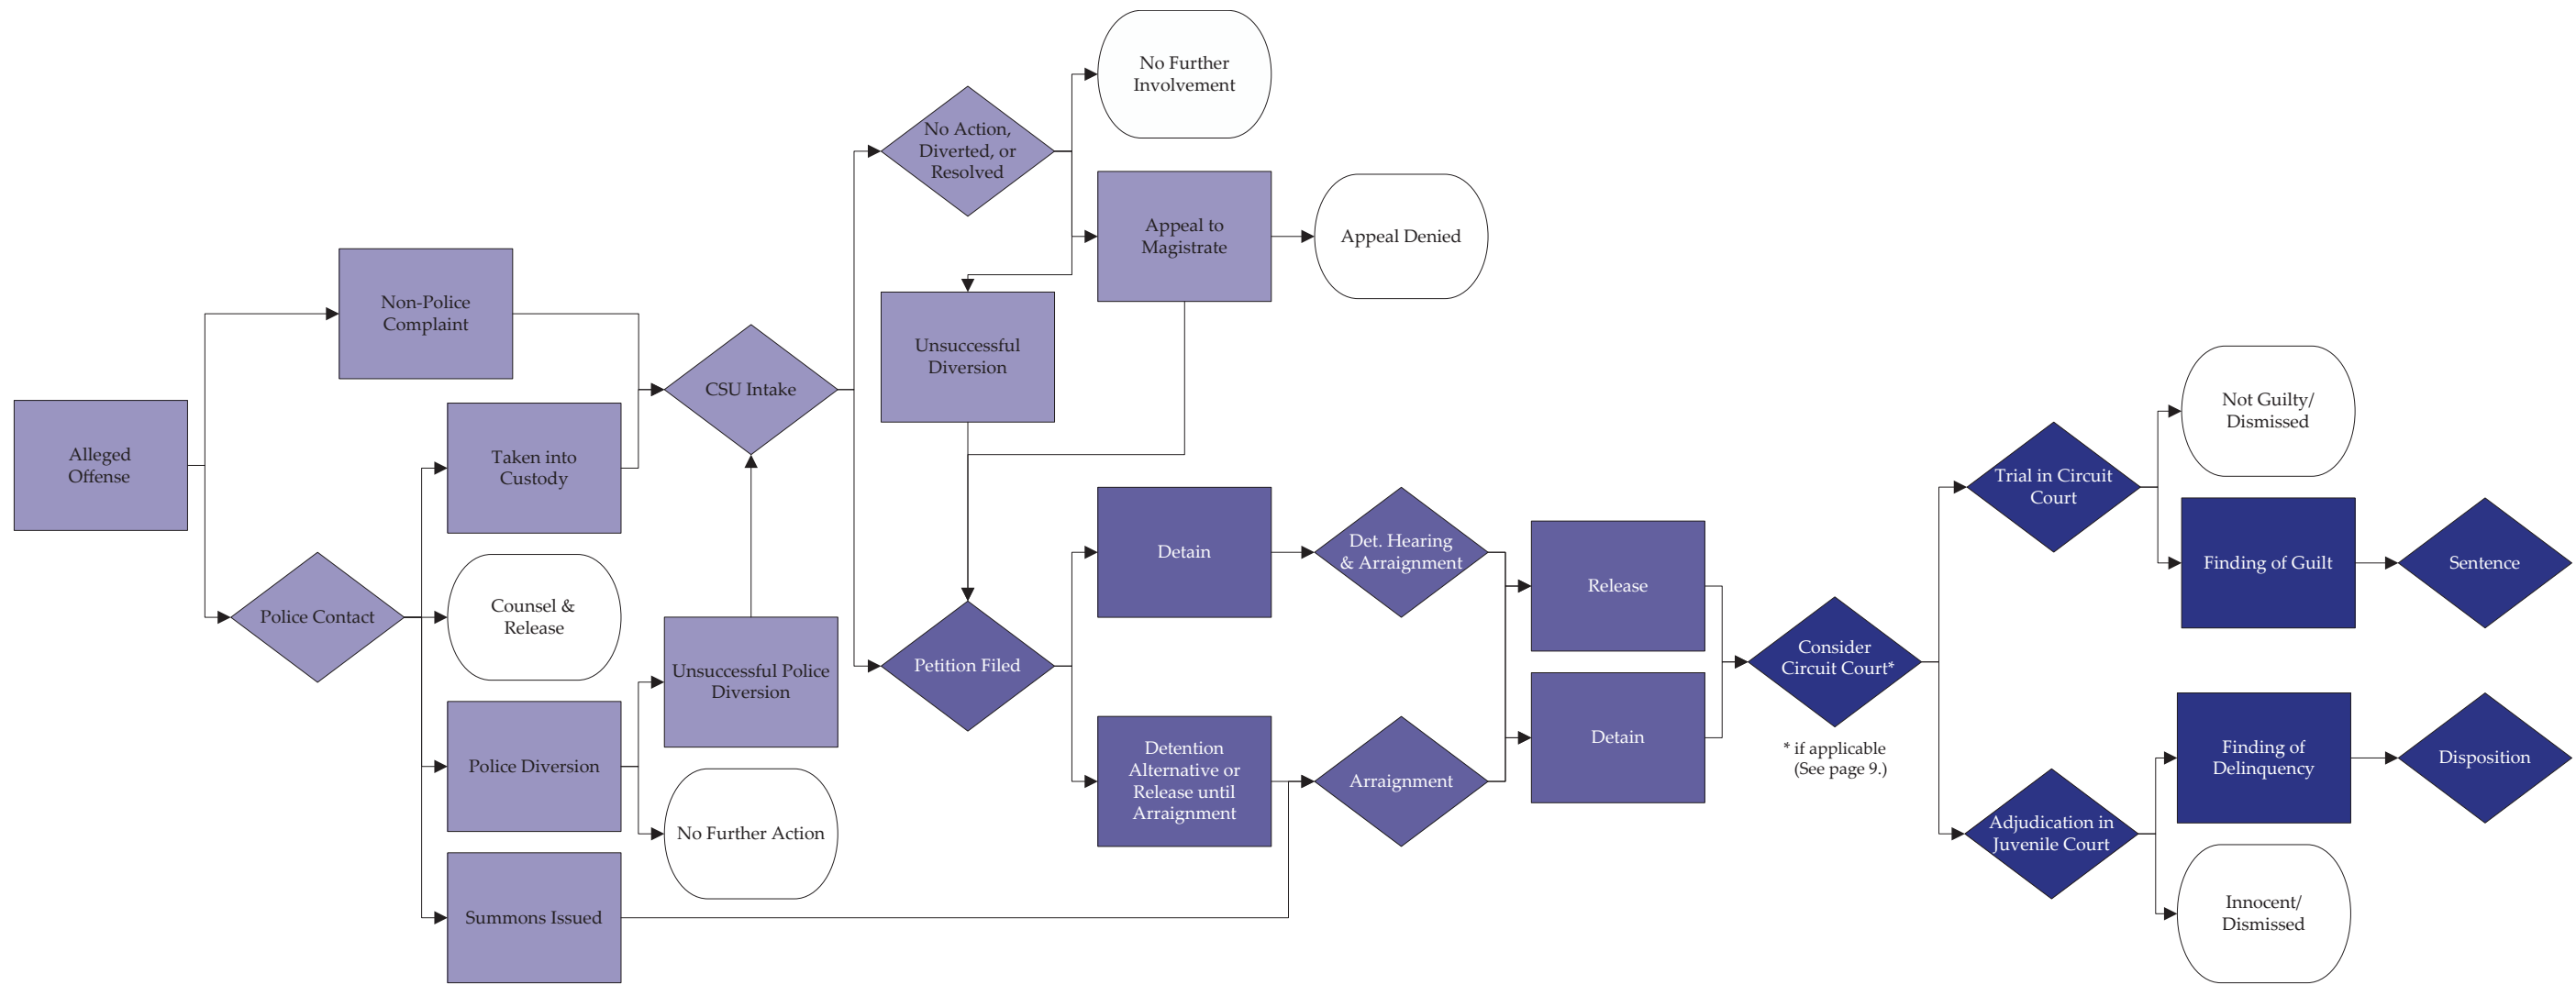 No Further
Involvement
No Action,
Diverted, or
Resolved
Appeal to
Magistrate
Appeal Denied
Non-Police
Complaint
Unsuccessful
Diversion
CSU Intake
Alleged
Offense
Taken into
Custody
Police Contact
Counsel &
Release
Unsuccessful Police
Diversion
Police Diversion
No Further Action
Summons Issued
Petition Filed
Detain
Det. Hearing
& Arraignment
Detention
Alternative or
Release until
Arraignment
Arraignment
Release
Detain
Consider
Circuit Court*
* if applicable
(See page 9.)
Trial in Circuit
Court
Not Guilty/
Dismissed
Finding of Guilt
Sentence
Adjudication in
Juvenile Court
Finding of
Delinquency
Disposition
Innocent/
Dismissed